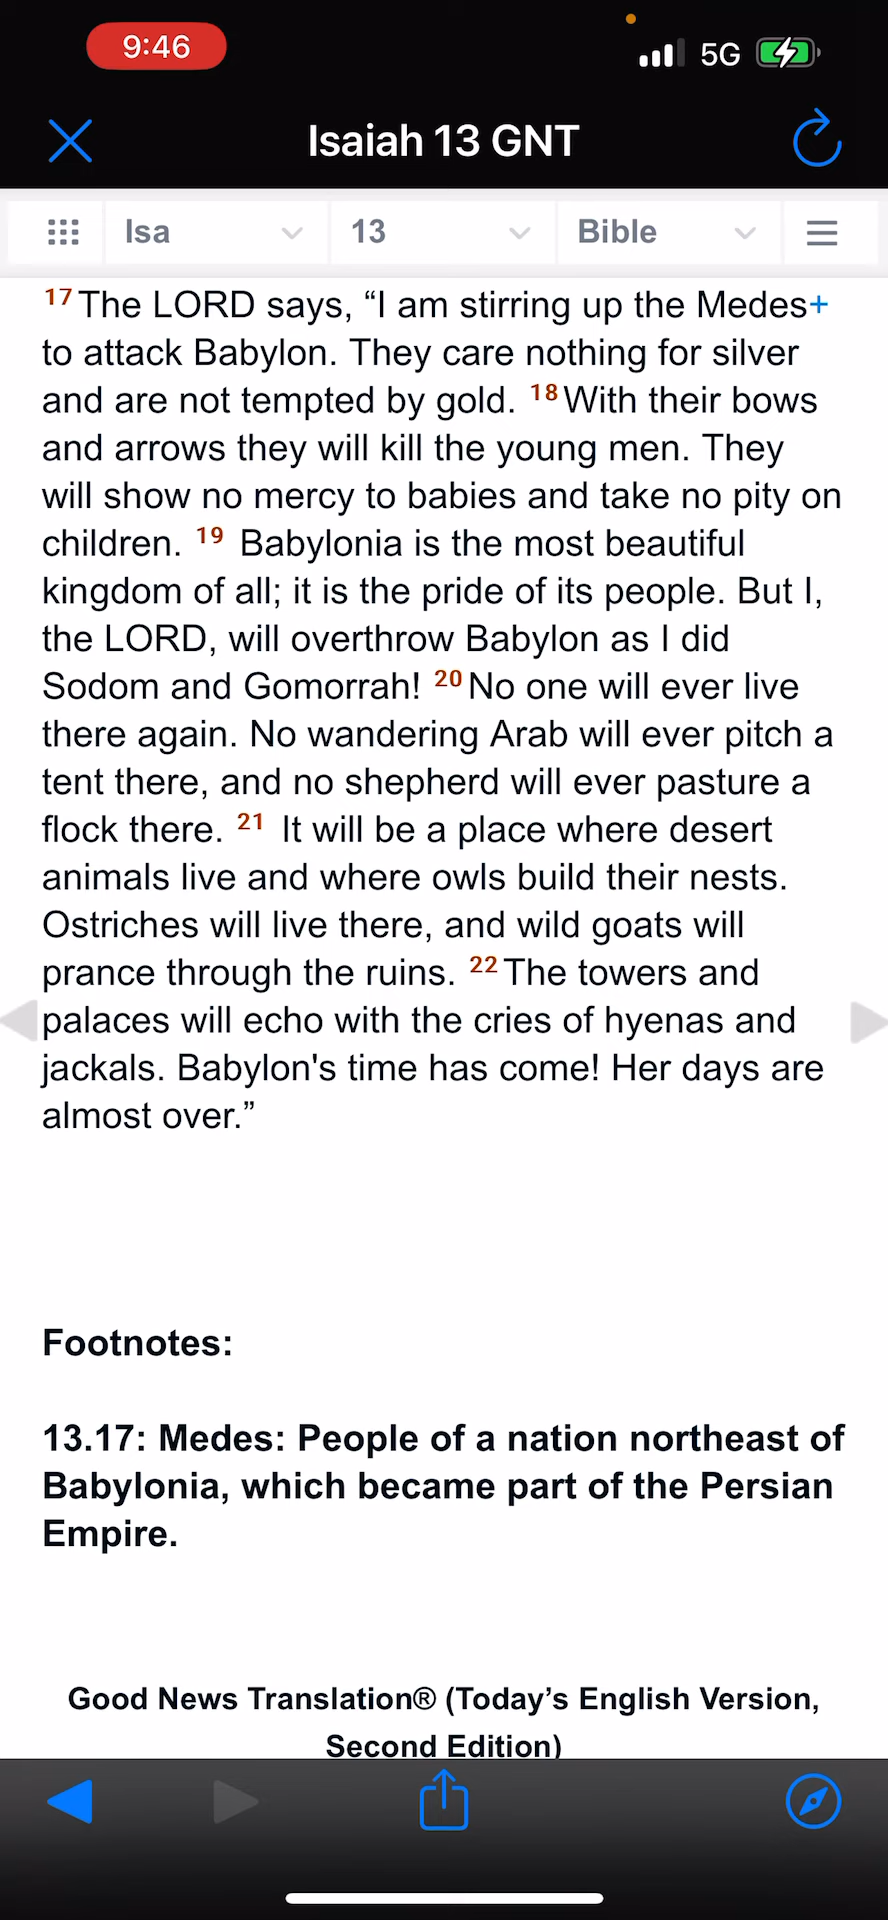 9:46
5G
Isaiah 13 GNT
Isa
13
Bible
17 The LORD says, “I am stirring up the Medes+
to attack Babylon. They care nothing for silver
and are not tempted by gold. 18 With their bows
and arrows they will kill the young men. They
will show no mercy to babies and take no pity on
children. 19 Babylonia is the most beautiful
kingdom of all; it is the pride of its people. But I,
the LORD, will overthrow Babylon as I did
Sodom and Gomorrah! 20 No one will ever live
there again. No wandering Arab will ever pitch a
tent there, and no shepherd will ever pasture a
flock there. 21 It will be a place where desert
animals live and where owls build their nests.
Ostriches will live there, and wild goats will
prance through the ruins. 22 The towers and
palaces will echo with the cries of hyenas and
jackals. Babylon's time has come! Her days are
almost over.”
Footnotes:
13.17: Medes: People of a nation northeast of
Babylonia, which became part of the Persian
Empire.
Good News Translation® (Today’s English Version,
Second Edition)